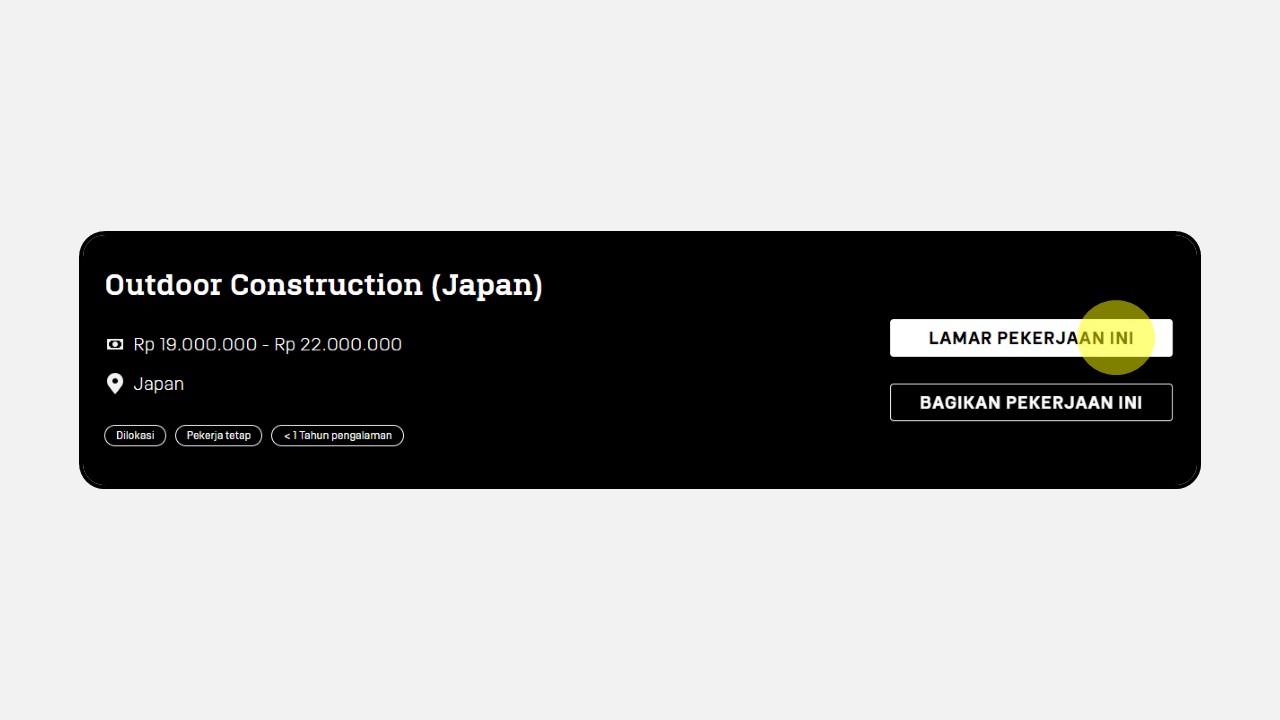 Outdoor Construction (Japan)
Rp 19.000.000 - Rp 22.000.000
Japan
Dilokasi
Pekerja tetap
< 1 Tahun pengalaman
LAMAR PEKERJAAN INI
BAGIKAN PEKERJAAN INI